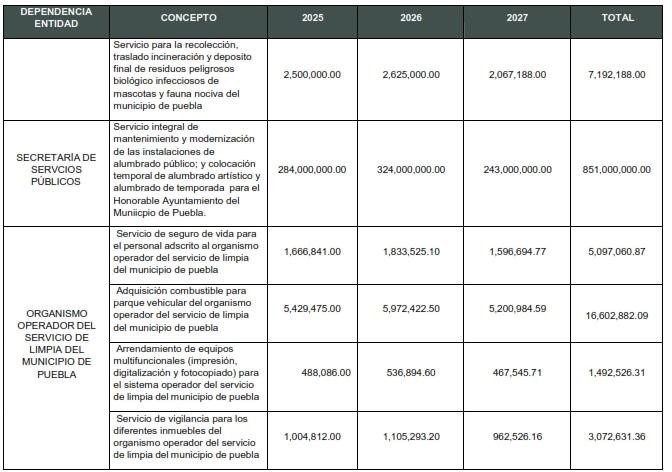 DEPENDENCIA
ENTIDAD
CONCEPTO
2025
2026
2027
TOTAL
Servicio para la recolección,
traslado incineración y deposito
final de residuos peligrosos
biológico infecciosos de
mascotas y fauna nociva del
municipio de puebla
2,500,000.00
2,625,000.00
2,067,188.00
7,192,188.00
SECRETARÍA DE
SERVCIOS
PÚBLICOS
Servicio integral de
mantenimiento y modernización
de las instalaciones de
alumbrado público; y colocación
temporal de alumbrado artístico y
alumbrado de temporada para el
Honorable Ayuntamiento del
Muniicpio de Puebla.
284,000,000.00
324,000,000.00
243,000,000.00
851,000,000.00
ORGANISMO
OPERADOR DEL
SERVICIO DE
LIMPIA DEL
MUNICIPIO DE
PUEBLA
Servicio de seguro de vida para
el personal adscrito al organismo
operador del servicio de limpia
del municipio de puebla
1,666,841.00
1,833,525.10
1,596,694.77
5,097,060.87
Adquisición combustible para
parque vehicular del organismo
operador del servicio de limpia
del municipio de puebla
5,429,475.00
5,972,422.50
5,200,984.59
16,602,882.09
Arrendamiento de equipos
multifuncionales (impresión,
digitalización y fotocopiado) para
el sistema operador del servicio
de limpia del municipio de puebla
488,086.00
536,894.60
467,545.71
1,492,526.31
Servicio de vigilancia para los
diferentes inmuebles del
organismo operador del servicio
de limpia del municipio de puebla
1,004,812.00
1,105,293.20
962,526.16
3,072,631.36